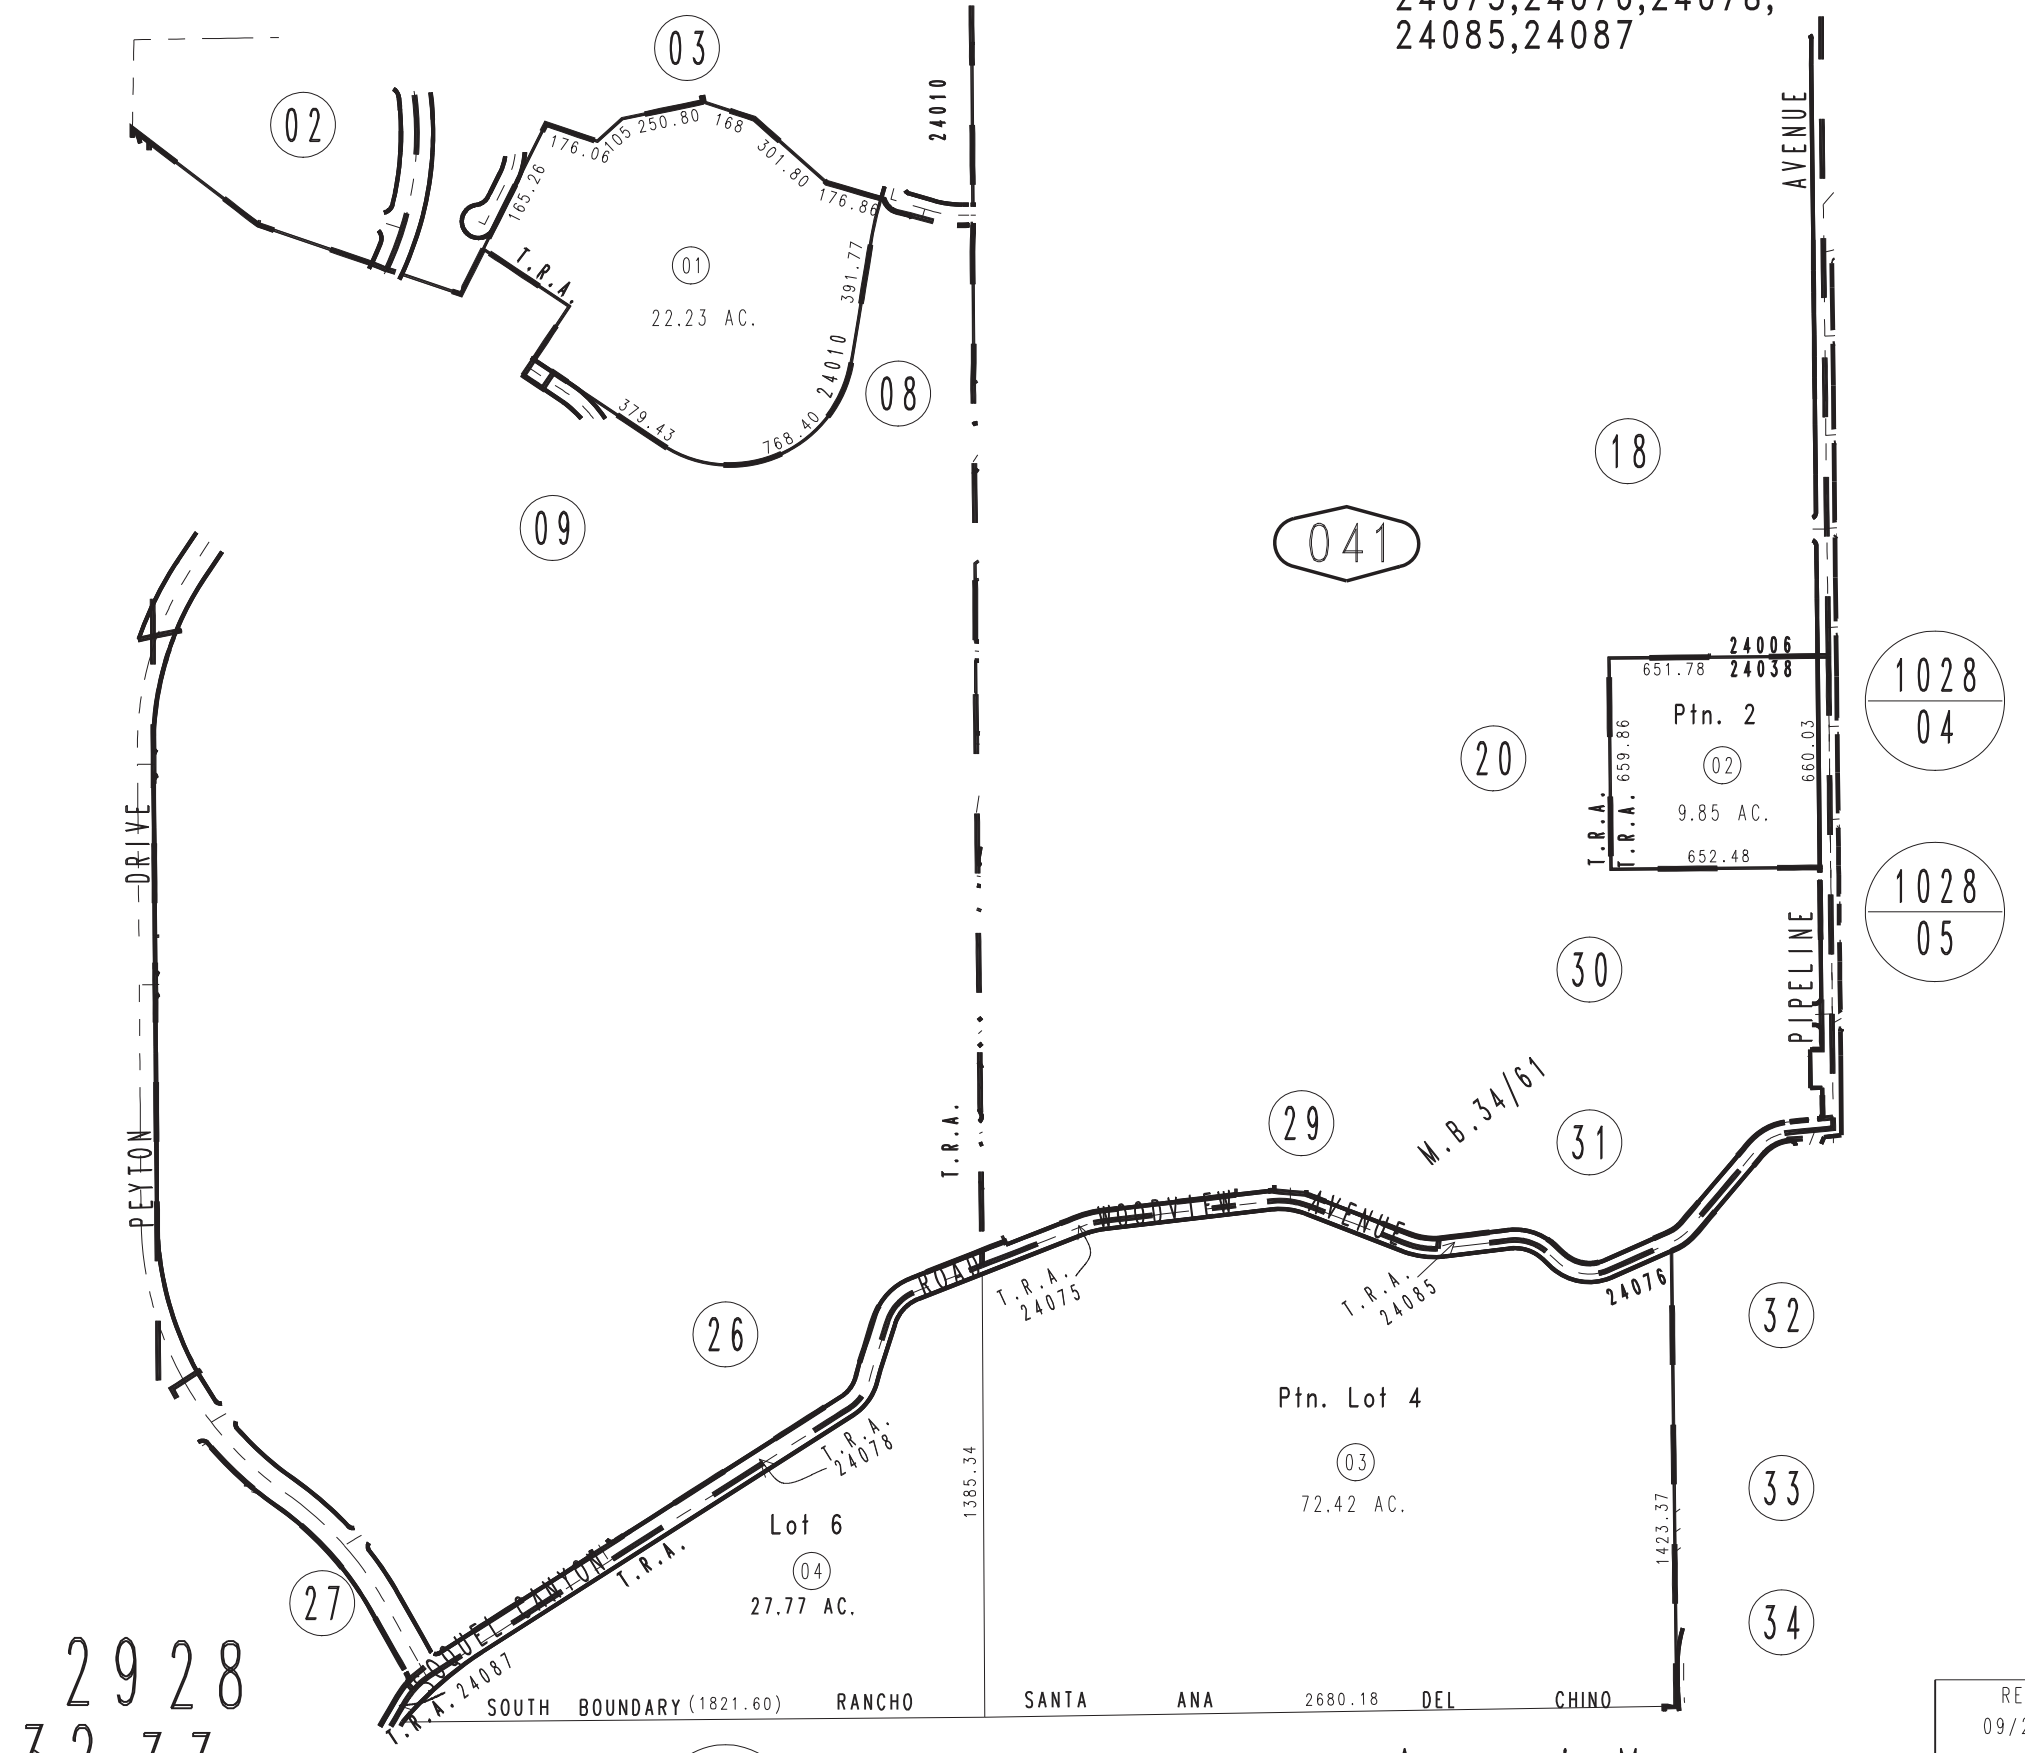 24085,24087
03
02
24010
AVENUE
250.80
168
105
176.06
301.80
165.26
176.86
T.R.A.
01
22.23 AC.
391.77
24010
08
379.43
768.40
18
09
041
24006
651.78
24038
1028
04
Ptn. 2
659.86
660.03
20
02
9.85 AC.
T.R.A.
T.R.A.
652.48
DRIVE
1028
05
PIPELINE
30
M.B.34/61
T.R.A.
29
31
PEYTON
WOODVIEW
AVENUE
ROAD
T.R.A.
24075
T.R.A.
24085
24076
32
26
Ptn. Lot 4
T.R.A.
24078
1385.34
03
72.42 AC.
33
Lot 6
1423.37
CANYON
T.R.A.
04
27.77 AC.
27
34
2928
T.R.A. 24087
SOUTH BOUNDARY (1821.60) RANCHO SANTA ANA 2680.18 DEL CHINO